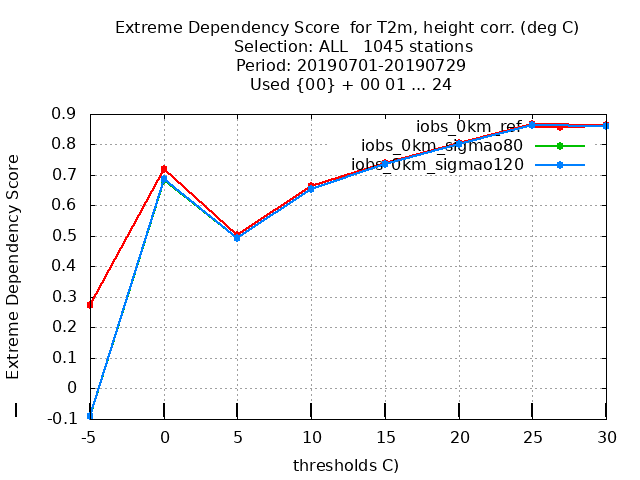 Extreme Dependency Score  for T2m, height corr. (deg C)
Selection: ALL   1045 stations
Period: 20190701-20190729
Used {00} + 00 01 ... 24
Extreme Dependency Score
0.9
0.8
0.7
0.6
0.5
0.4
0.3
0.2
0.1
0
-0.1
iobs_0km_ref
iobs_0km_sigmao80
iobs_0km_sigmao120
-5 0 5 10 15 20 25 30
thresholds C)